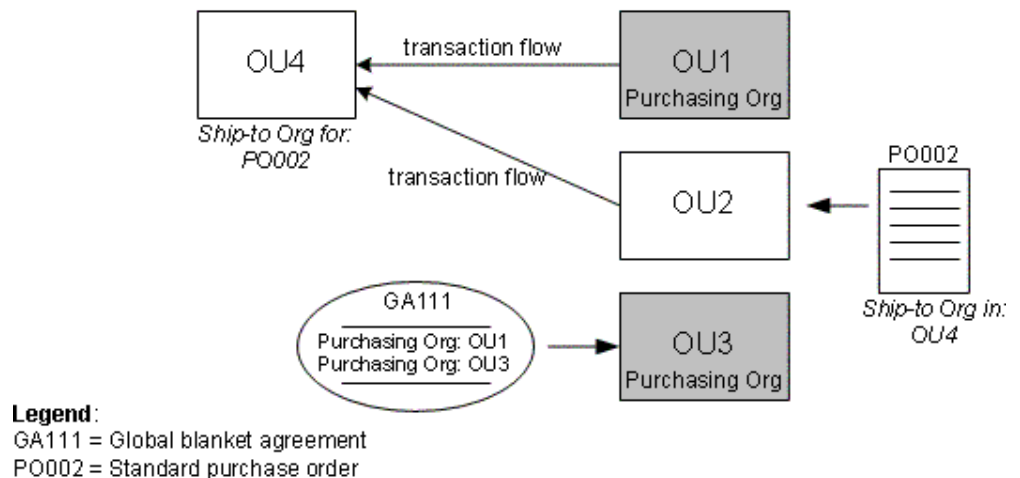 OU4
Ship-to Org for:
PO002
transaction flow
OU1
Purchasing Org
transaction flow
OU2
PO002
Ship-to Org in:
OU4
GA111
Purchasing Org: OU1
Purchasing Org: OU3
OU3
Purchasing Org
Legend:
GA111 = Global blanket agreement
PO002 = Standard purchase order